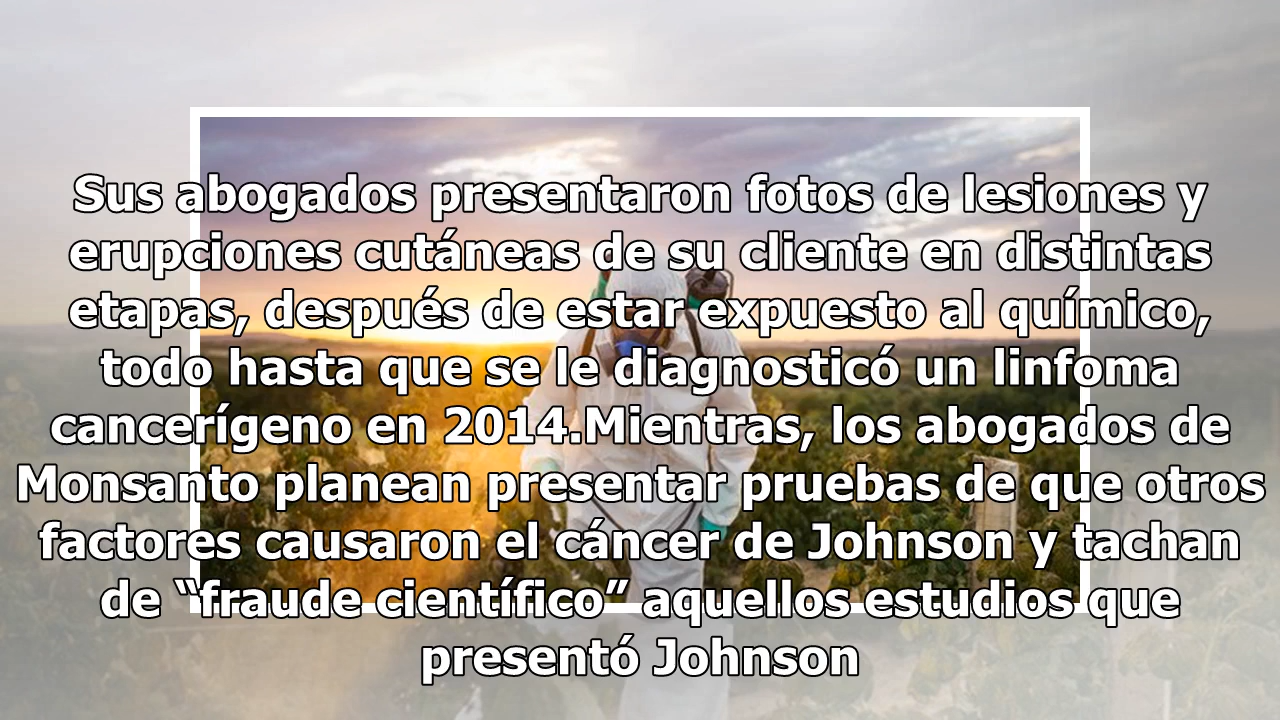 Sus abogados presentaron fotos de lesiones y
erupciones cutáneas de su cliente en distintas
etapas, después de estar expuesto al químico,
todo hasta que se le diagnosticó un linfoma
cancerígeno en 2014.Mientras, los abogados de
Monsanto planean presentar pruebas de que otros
factores causaron el cáncer de Johnson y tachan
de “fraude científico” aquellos estudios que
presentó Johnson